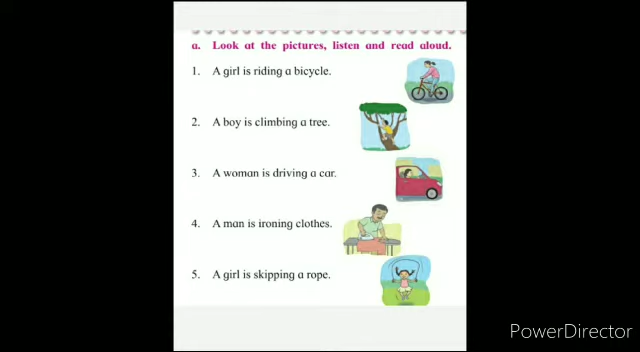 a. Look at the pictures, listen and read aloud.
1. A girl is riding a bicycle.
2. A boy is climbing a tree.
3. A woman is driving a car.
4. A man is ironing clothes.
5. A girl is skipping a rope.
PowerDirector